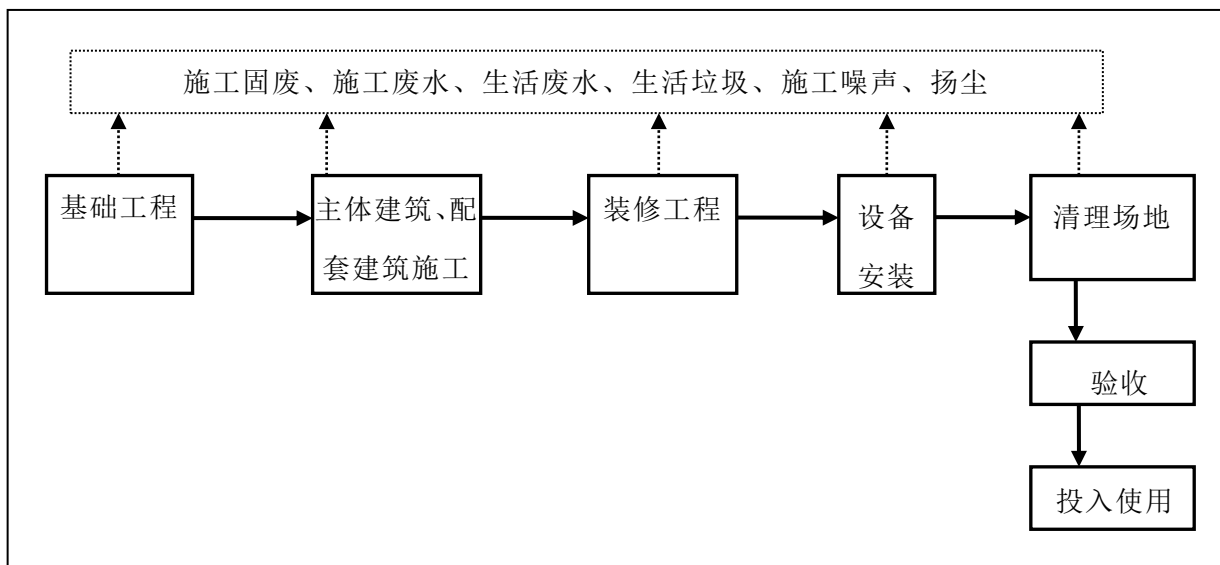 施工固废、施工废水、生活废水、生活垃圾、施工噪声、扬尘
基础工程
主体建筑、配
套建筑施工
装修工程
设备
安装
清理场地
验收
投入使用